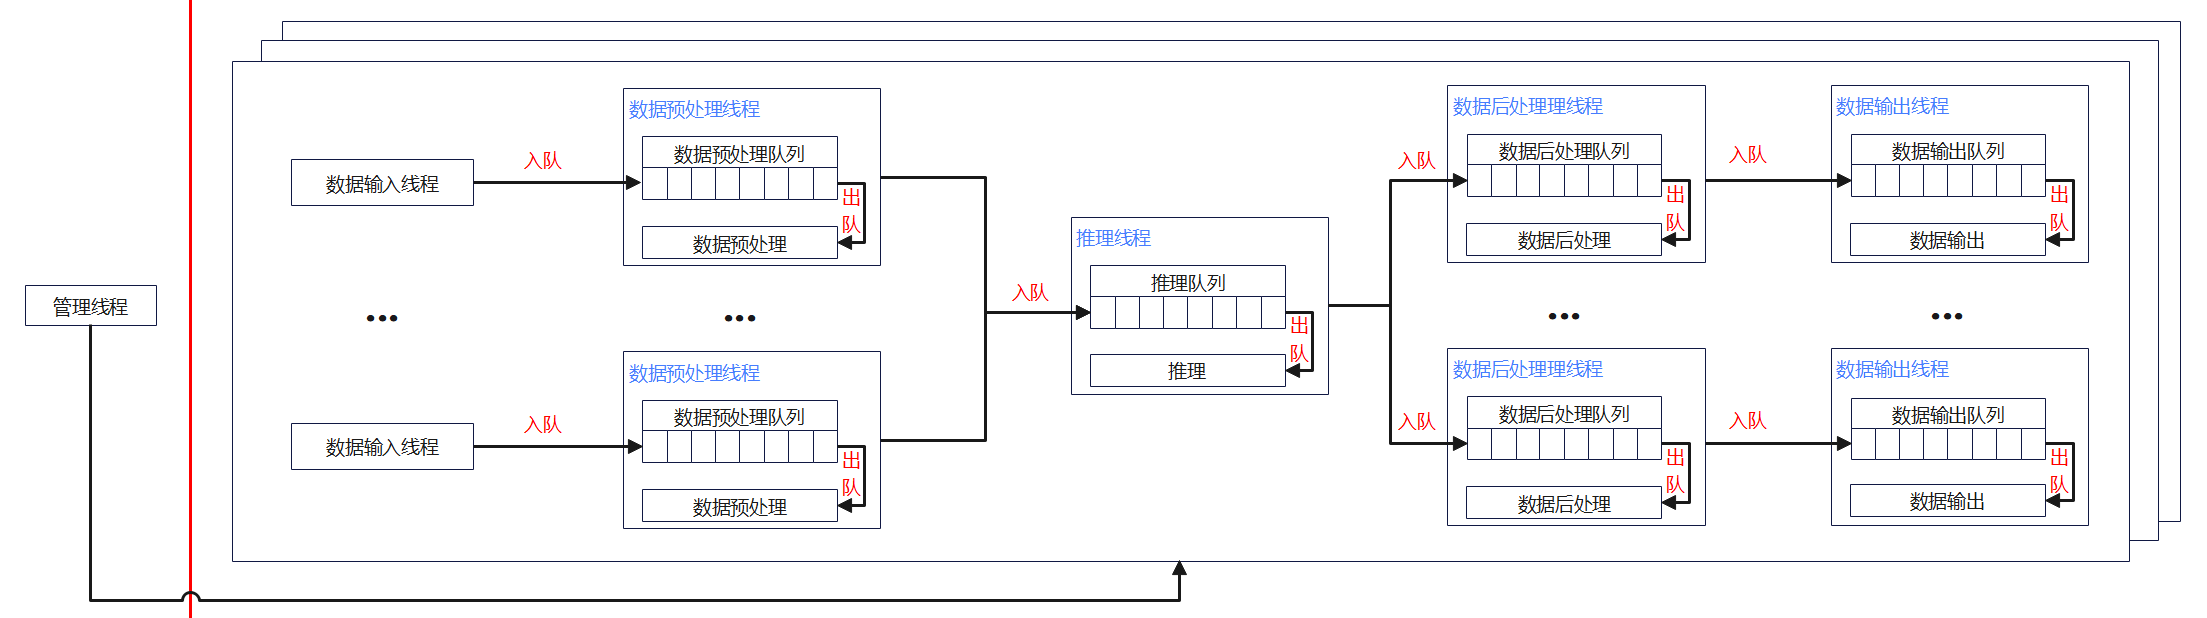 管理线程
数据输入线程
入队
数据预处理线程
数据预处理队列
出
队
数据预处理
...
...
数据输入线程
入队
数据预处理线程
数据预处理队列
出
队
数据预处理
入队
推理线程
推理队列
出
队
推理
入队
数据后处理理线程
数据后处理队列
出
队
数据后处理
入队
数据输出线程
数据输出队列
出
队
数据输出
...
...
入队
数据后处理理线程
数据后处理队列
出
队
数据后处理
入队
数据输出线程
数据输出队列
出
队
数据输出